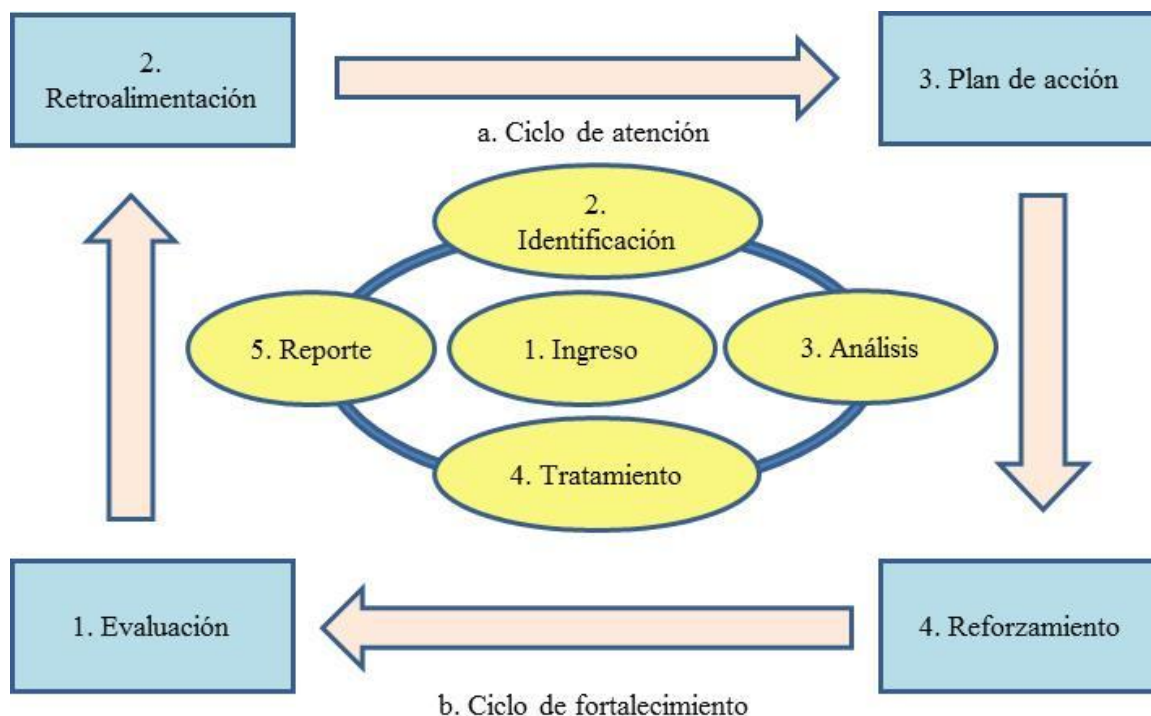 2.
Retroalimentación
3. Plan de acción
a. Ciclo de atención
2.
Identificación
5. Reporte
1. Ingreso
3. Análisis
4. Tratamiento
1. Evaluación
4. Reforzamiento
b. Ciclo de fortalecimiento